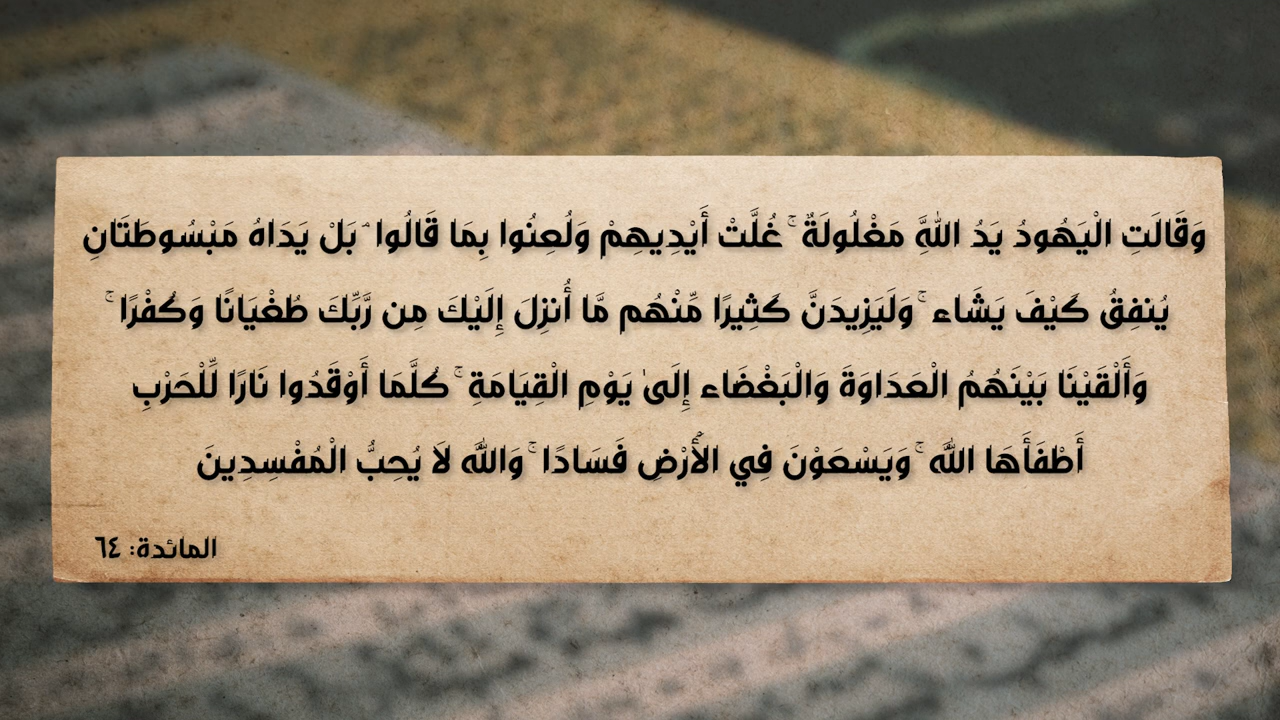 وَقَالَتِ الْيَهُودُ يَدُ اللّهِ مَغْلُولَةٌ ۚ غُلَّتْ أَيْدِيهِمْ وَلُعِنُوا بِمَا قَالُوا ۘ بَلْ يَدَاهُ مَبْسُوطَتَانِ
يُنفِقُ كَيْفَ يَشَاء ۚ وَلَيَزِيدَنَّ كَثِيرًا مِّنْهُم مَّا أُنزِلَ إِلَيْكَ مِن رَّبِّكَ طُغْيَانًا وَكُفْرًا ۚ
وَأَلْقَيْنَا بَيْنَهُمُ الْعَدَاوَةَ وَالْبَغْضَاء إِلَىٰ يَوْمِ الْقِيَامَةِ ۚ كُلَّمَا أَوْقَدُوا نَارًا لِّلْحَرْبِ
أَطْفَأَهَا اللّهُ ۚ وَيَسْعَوْنَ فِي الأَرْضِ فَسَادًا ۚ وَاللّهُ لَا يُحِبُّ الْمُفْسِدِينَ
المائدة: ٦٤